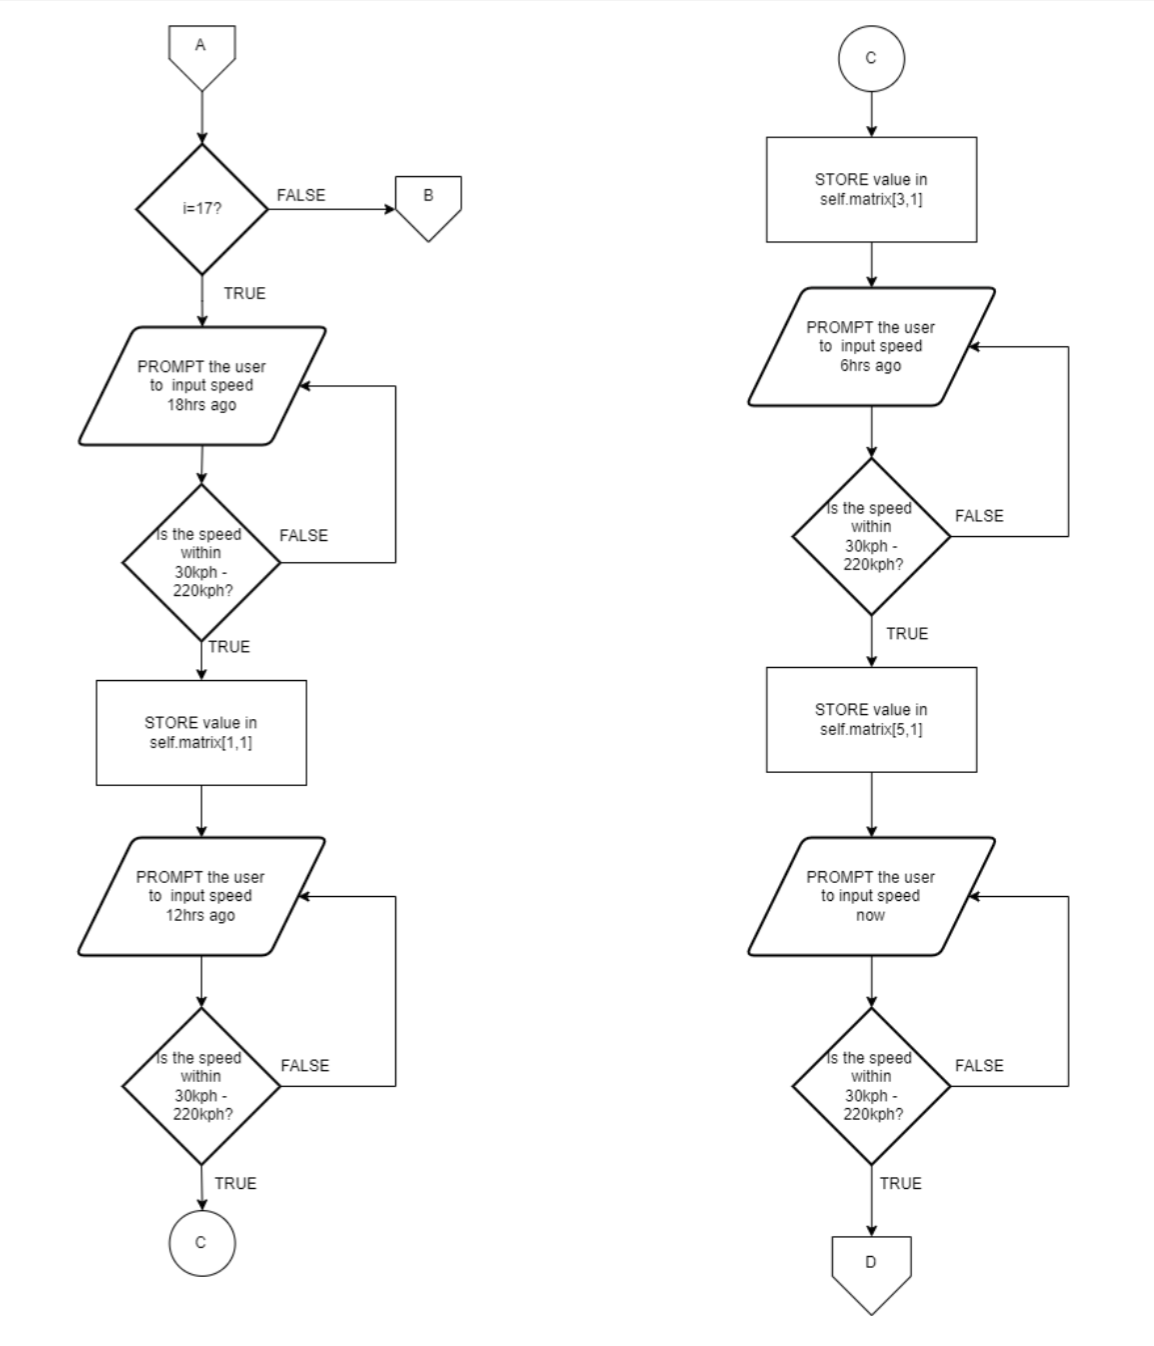 A
i=17?
FALSE
B
TRUE
PROMPT the user
to input speed
18hrs ago
Is the speed
within
30kph -
220kph?
FALSE
TRUE
STORE value in
self.matrix[1,1]
PROMPT the user
to input speed
12hrs ago
Is the speed
within
30kph -
220kph?
FALSE
TRUE
C
C
STORE value in
self.matrix[3,1]
PROMPT the user
to input speed
6hrs ago
Is the speed
within
30kph -
220kph?
FALSE
TRUE
STORE value in
self.matrix[5,1]
PROMPT the user
to input speed
now
Is the speed
within
30kph -
220kph?
FALSE
TRUE
D